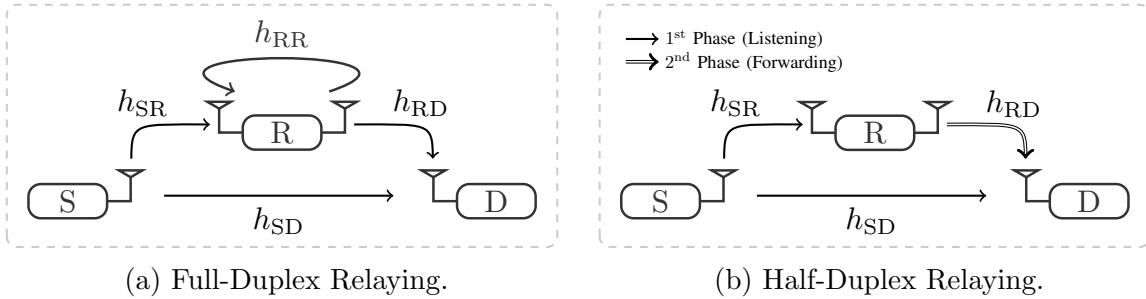 h_RR
h_SR
R
h_RD
S
h_SD
D
(a) Full-Duplex Relaying.
1st Phase (Listening)
2nd Phase (Forwarding)
h_SR
R
h_RD
S
h_SD
D
(b) Half-Duplex Relaying.